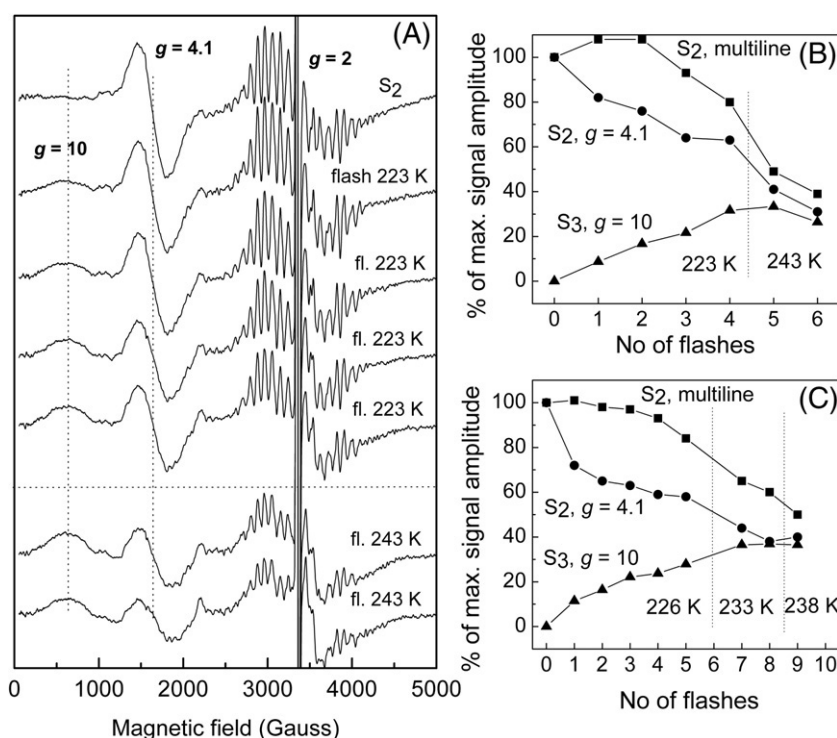 (A)
g = 4.1
g = 2
S2
g = 10
flash 223 K
fl. 223 K
fl. 223 K
fl. 223 K
fl. 243 K
fl. 243 K
0 1000 2000 3000 4000 5000
Magnetic field (Gauss)
(B)
S2, multiline
S2, g = 4.1
S3, g = 10
223 K
243 K
100
80
60
40
20
0
% of max. signal amplitude
0 1 2 3 4 5 6
No of flashes
(C)
S2, multiline
S2, g = 4.1
S3, g = 10
226 K
233 K
238 K
100
80
60
40
20
0
% of max. signal amplitude
0 1 2 3 4 5 6 7 8 9 10
No of flashes